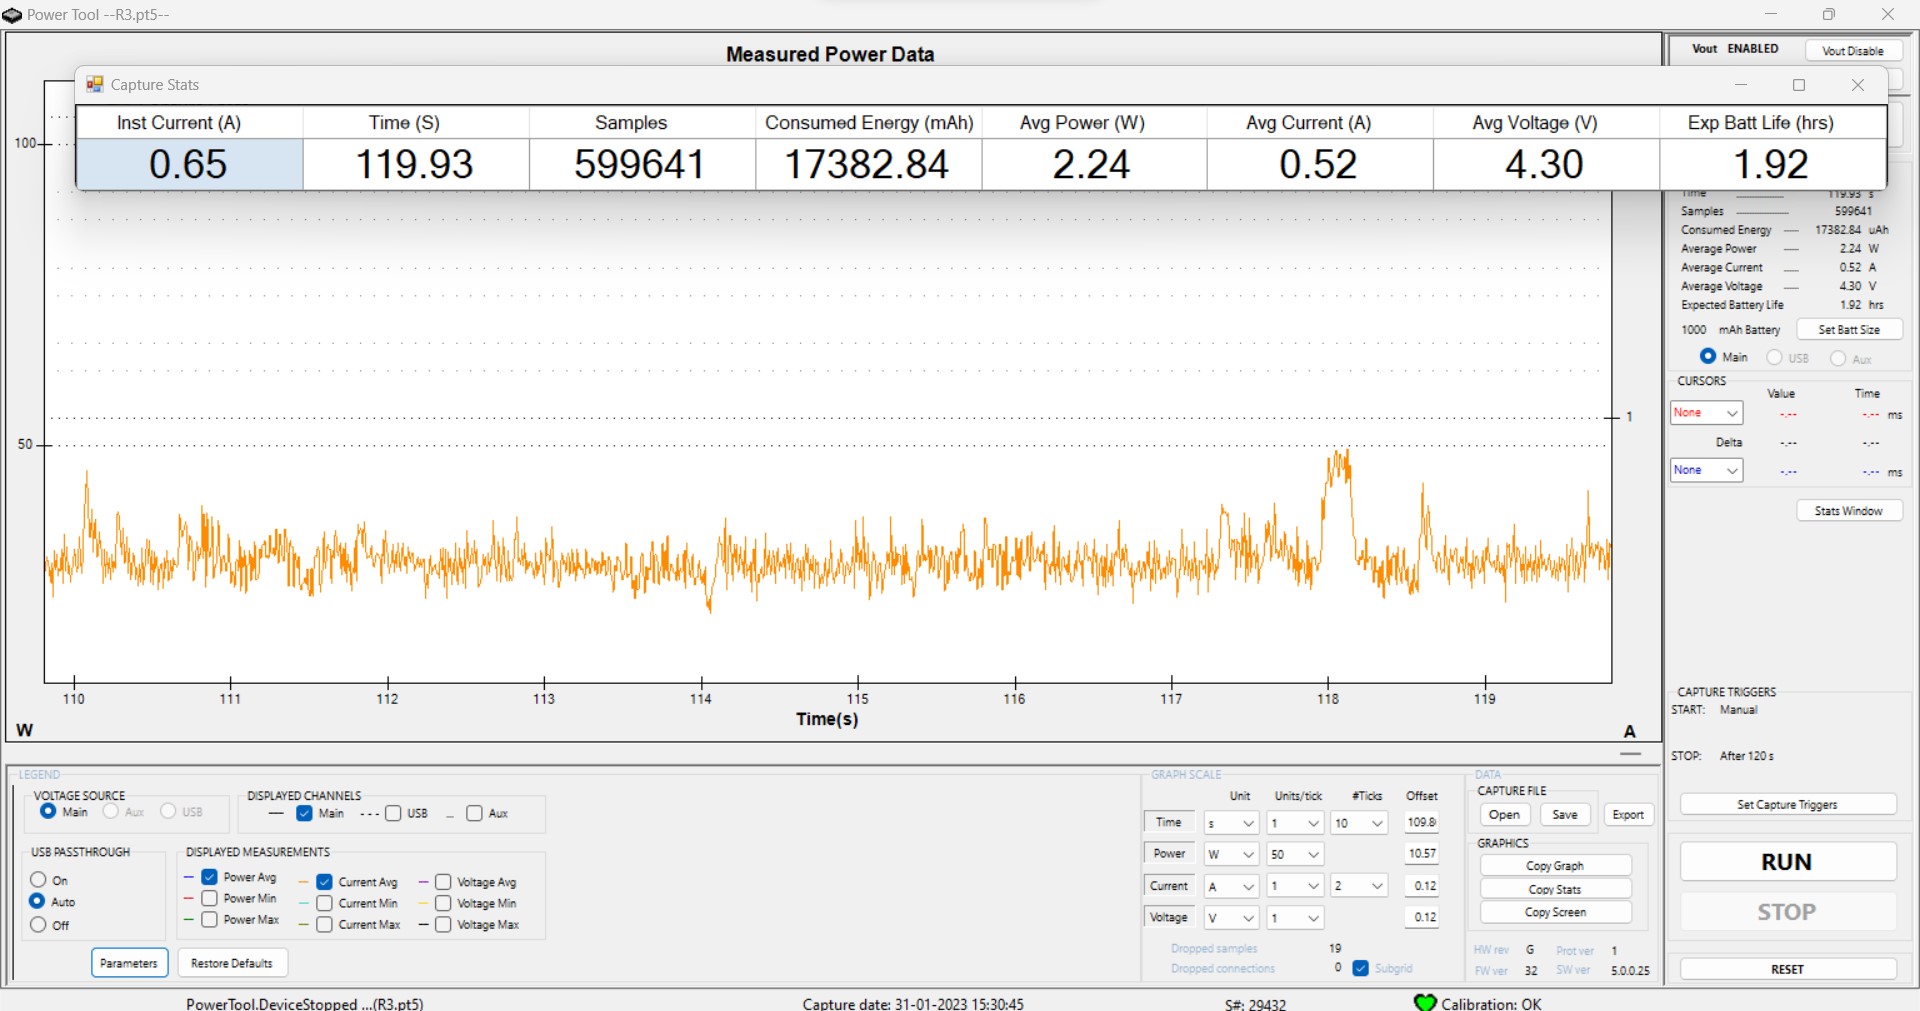 Power Tool --R3.pt5--
Measured Power Data
Vout ENABLED
Vout Disable
Capture Stats
Inst Current (A) Time (S) Samples Consumed Energy (mAh) Avg Power (W) Avg Current (A) Avg Voltage (V) Exp Batt Life (hrs)
0.65 119.93 599641 17382.84 2.24 0.52 4.30 1.92
100
50
1
110 111 112 113 114 115 116 117 118 119
Time(s)
W
A
Time 119.93 s
Samples 599641
Consumed Energy 17382.84 uAh
Average Power 2.24 W
Average Current 0.52 A
Average Voltage 4.30 V
Expected Battery Life 1.92 hrs
1000 mAh Battery Set Batt Size
Main USB Aux
CURSORS
Value Time
None -.-- -.-- ms
Delta -.-- -.--
None -.-- -.-- ms
Stats Window
CAPTURE TRIGGERS
START: Manual
STOP: After 120 s
Set Capture Triggers
RUN
STOP
RESET
LEGEND
VOLTAGE SOURCE
Main Aux USB
DISPLAYED CHANNELS
Main USB Aux
USB PASSTHROUGH
On
Auto
Off
DISPLAYED MEASUREMENTS
Power Avg Current Avg Voltage Avg
Power Min Current Min Voltage Min
Power Max Current Max Voltage Max
Parameters Restore Defaults
GRAPH SCALE
Unit Units/tick #Ticks Offset
Time s 1 10 109.8
Power W 50 10.57
Current A 1 2 0.12
Voltage V 1 0.12
Dropped samples 19
Dropped connections 0 Subgrid
DATA
CAPTURE FILE
Open Save Export
GRAPHICS
Copy Graph
Copy Stats
Copy Screen
HW rev G Prot ver 1
FW ver 32 SW ver 5.0.0.25
PowerTool.DeviceStopped ...(R3.pt5) Capture date: 31-01-2023 15:30:45 S#: 29432 Calibration: OK